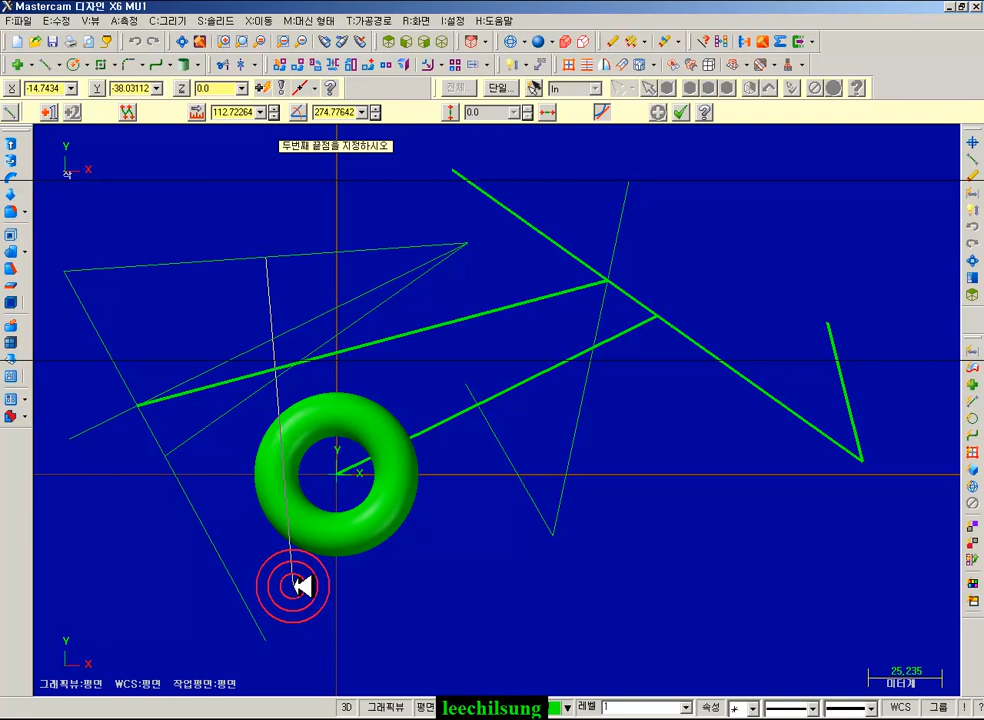 Mastercam 디자인 X6 MU1
F:파일 E:수정 V:뷰 A:측정 C:그리기 S:솔리드 X:이동 M:머신 형태 T:가공경로 R:화면 I:설정 H:도움말
X -14.7434 Y -38.03112 Z 0.0 전체... 단일... In
+1 +2 112.72264 274.77642 0.0
두번째 끝점을 지정하시오
Y
X
Y
X
Y
X
그래픽뷰:평면 WCS:평면 작업평면:평면
25.235
미터계
3D 그래픽뷰 평면 leechilsung 레벨 1 속성 WCS 그룹 ! ?